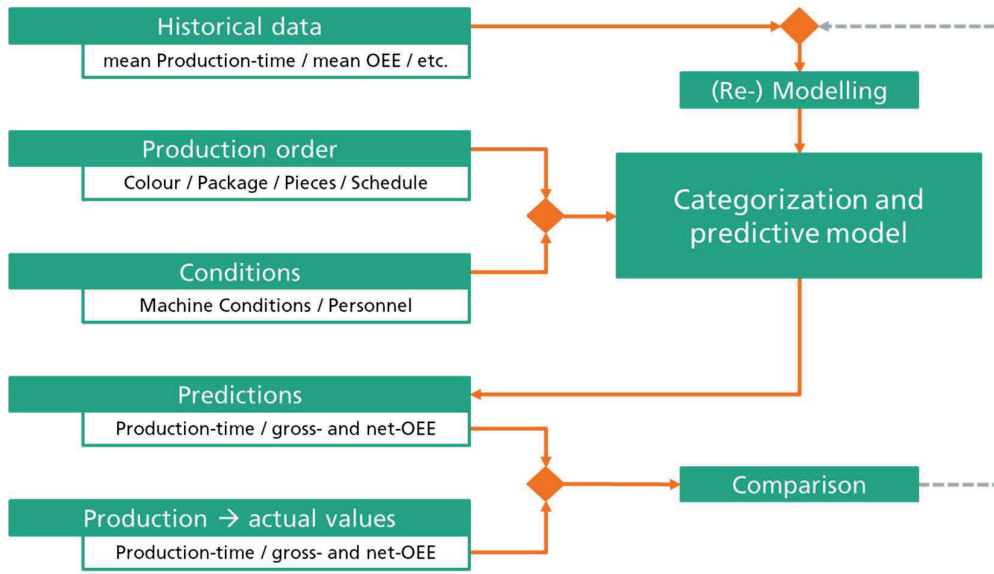 Historical data
mean Production-time / mean OEE / etc.
(Re-) Modelling
Production order
Colour / Package / Pieces / Schedule
Categorization and
predictive model
Conditions
Machine Conditions / Personnel
Predictions
Production-time / gross- and net-OEE
Comparison
Production → actual values
Production-time / gross- and net-OEE